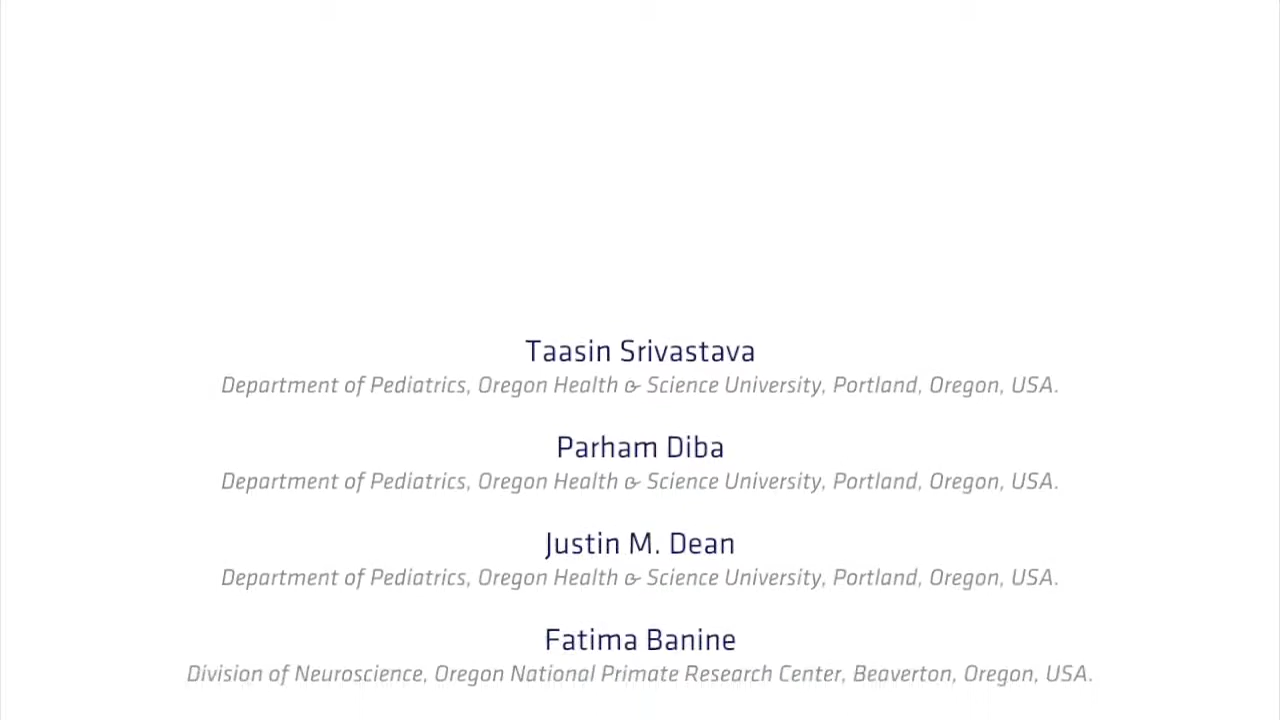 Taasin Srivastava
Department of Pediatrics, Oregon Health & Science University, Portland, Oregon, USA.
Parham Diba
Department of Pediatrics, Oregon Health & Science University, Portland, Oregon, USA.
Justin M. Dean
Department of Pediatrics, Oregon Health & Science University, Portland, Oregon, USA.
Fatima Banine
Division of Neuroscience, Oregon National Primate Research Center, Beaverton, Oregon, USA.